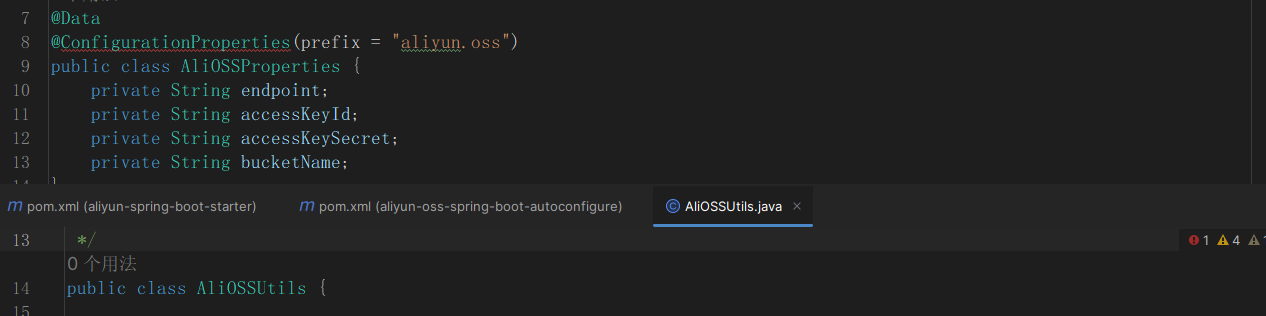 7 @Data
8 @ConfigurationProperties(prefix = "aliyun.oss")
9 public class AliOSSProperties {
10 private String endpoint;
11 private String accessKeyId;
12 private String accessKeySecret;
13 private String bucketName;
14 }
pom.xml (aliyun-spring-boot-starter) pom.xml (aliyun-oss-spring-boot-autoconfigure) AliOSSUtils.java ×
13 */ 1 4 1
0 个用法
14 public class AliOSSUtils {
15